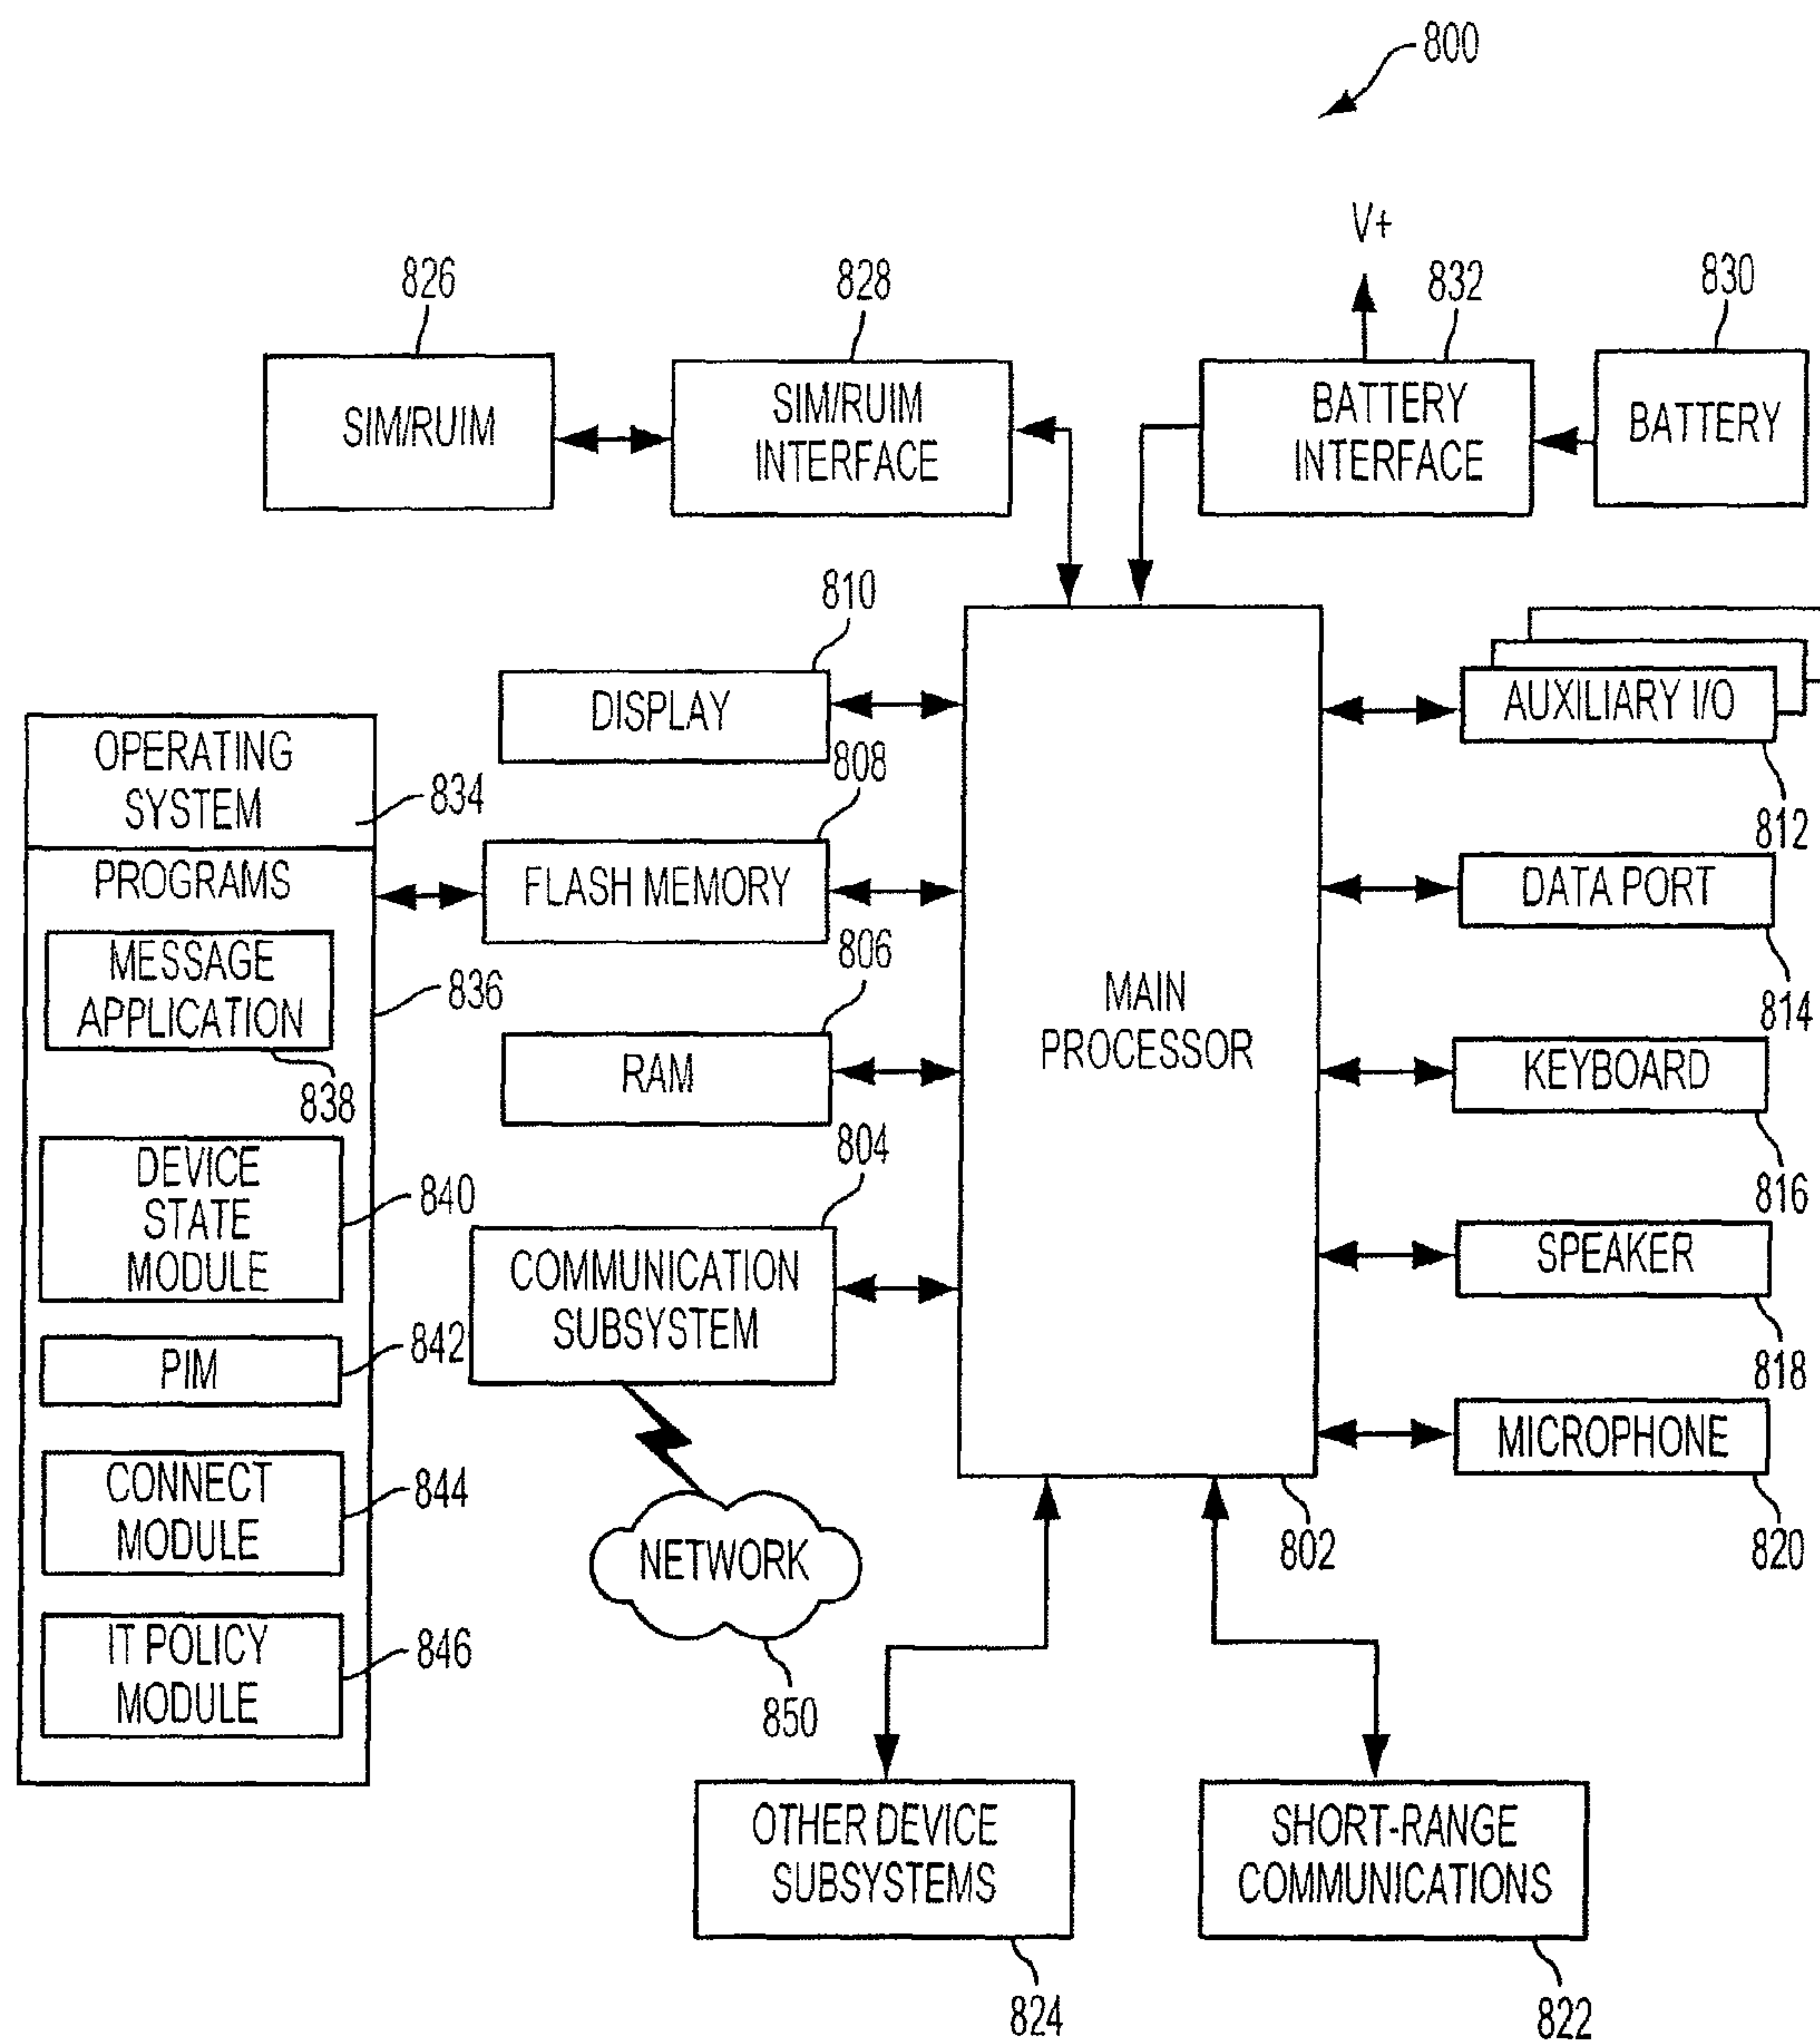 800
V+
826
828
832
830
SIM/RUIM
SIM/RUIM
INTERFACE
BATTERY
INTERFACE
BATTERY
810
DISPLAY
AUXILIARY I/O
812
OPERATING
SYSTEM
834
808
PROGRAMS
FLASH MEMORY
DATA PORT
814
MESSAGE
APPLICATION
838
836
806
RAM
MAIN
PROCESSOR
KEYBOARD
816
DEVICE
STATE
MODULE
840
804
COMMUNICATION
SUBSYSTEM
SPEAKER
818
PIM
842
MICROPHONE
820
CONNECT
MODULE
844
NETWORK
850
802
IT POLICY
MODULE
846
OTHER DEVICE
SUBSYSTEMS
824
SHORT-RANGE
COMMUNICATIONS
822